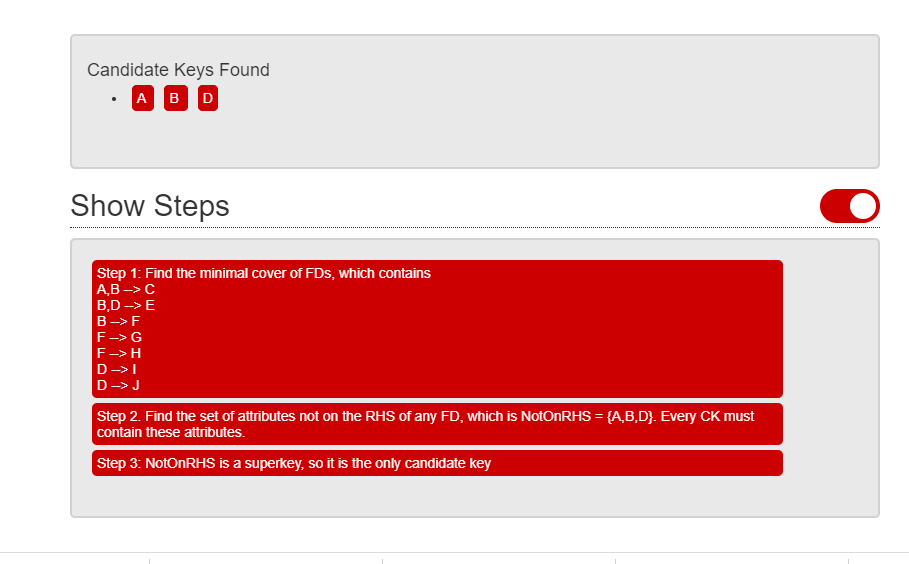 Candidate Keys Found
• A B D
Show Steps
Step 1: Find the minimal cover of FDs, which contains
A,B --> C
B,D --> E
B --> F
F --> G
F --> H
D --> I
D --> J
Step 2. Find the set of attributes not on the RHS of any FD, which is NotOnRHS = {A,B,D}. Every CK must
contain these attributes.
Step 3: NotOnRHS is a superkey, so it is the only candidate key